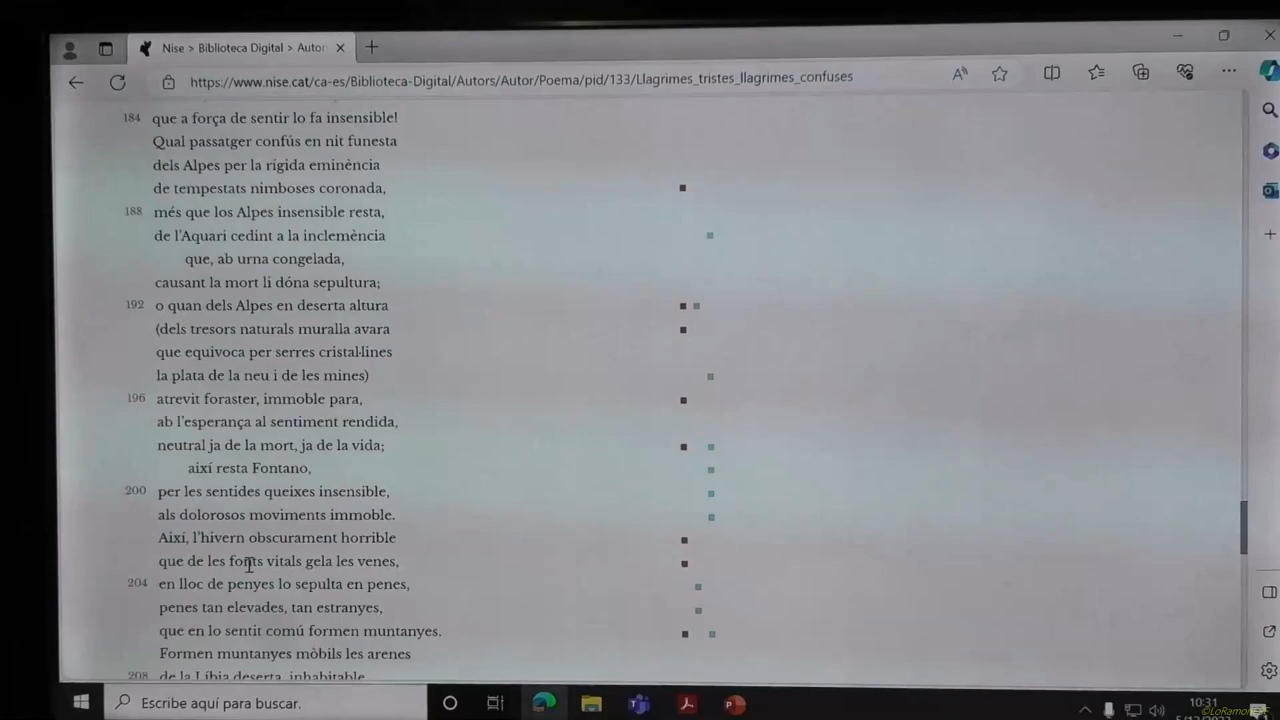 Nise > Biblioteca Digital > Autor
https://www.nise.cat/ca-es/Biblioteca-Digital/Autors/Autor/Poema/pid/133/Llagrimes_tristes_llagrimes_confuses
184 que a força de sentir lo fa insensible!
Qual passatger confús en nit funesta
dels Alpes per la rígida eminència
de tempestats nimboses coronada,
188 més que los Alpes insensible resta,
de l'Aquari cedint a la inclemència
que, ab urna congelada,
causant la mort li dóna sepultura;
192 o quan dels Alpes en deserta altura
(dels tresors naturals muralla avara
que equivoca per serres cristal·lines
la plata de la neu i de les mines)
196 atrevit foraster, immoble para,
ab l'esperança al sentiment rendida,
neutral ja de la mort, ja de la vida;
així resta Fontano,
200 per les sentides queixes insensible,
als dolorosos moviments immoble.
Així, l'hivern obscurament horrible
que de les fonts vitals gela les venes,
204 en lloc de penyes lo sepulta en penes,
penes tan elevades, tan estranyes,
que en lo sentit comú formen muntanyes.
Formen muntanyes mòbils les arenes
208 de la Líbia deserta, inhabitable
Escribe aquí para buscar.
10:31